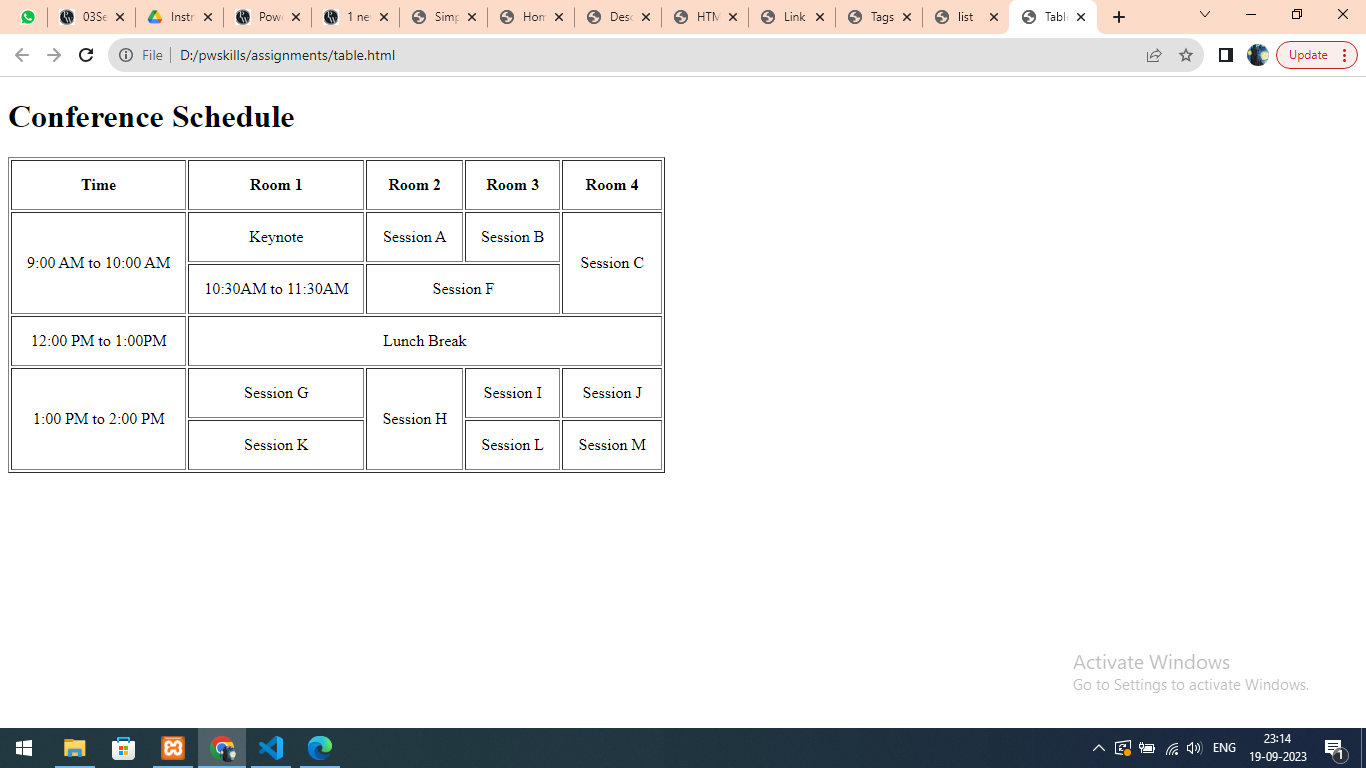 03Se
Instr
Pow
1 ne
Simp
Hom
Desc
HTM
Link
Tags
list
Table
File
D:/pwskills/assignments/table.html
Update
Conference Schedule
Time Room 1 Room 2 Room 3 Room 4
9:00 AM to 10:00 AM Keynote Session A Session B Session C
10:30AM to 11:30AM Session F
12:00 PM to 1:00PM Lunch Break
1:00 PM to 2:00 PM Session G Session H Session I Session J
Session K Session L Session M
Activate Windows
Go to Settings to activate Windows.
ENG
23:14
19-09-2023
1